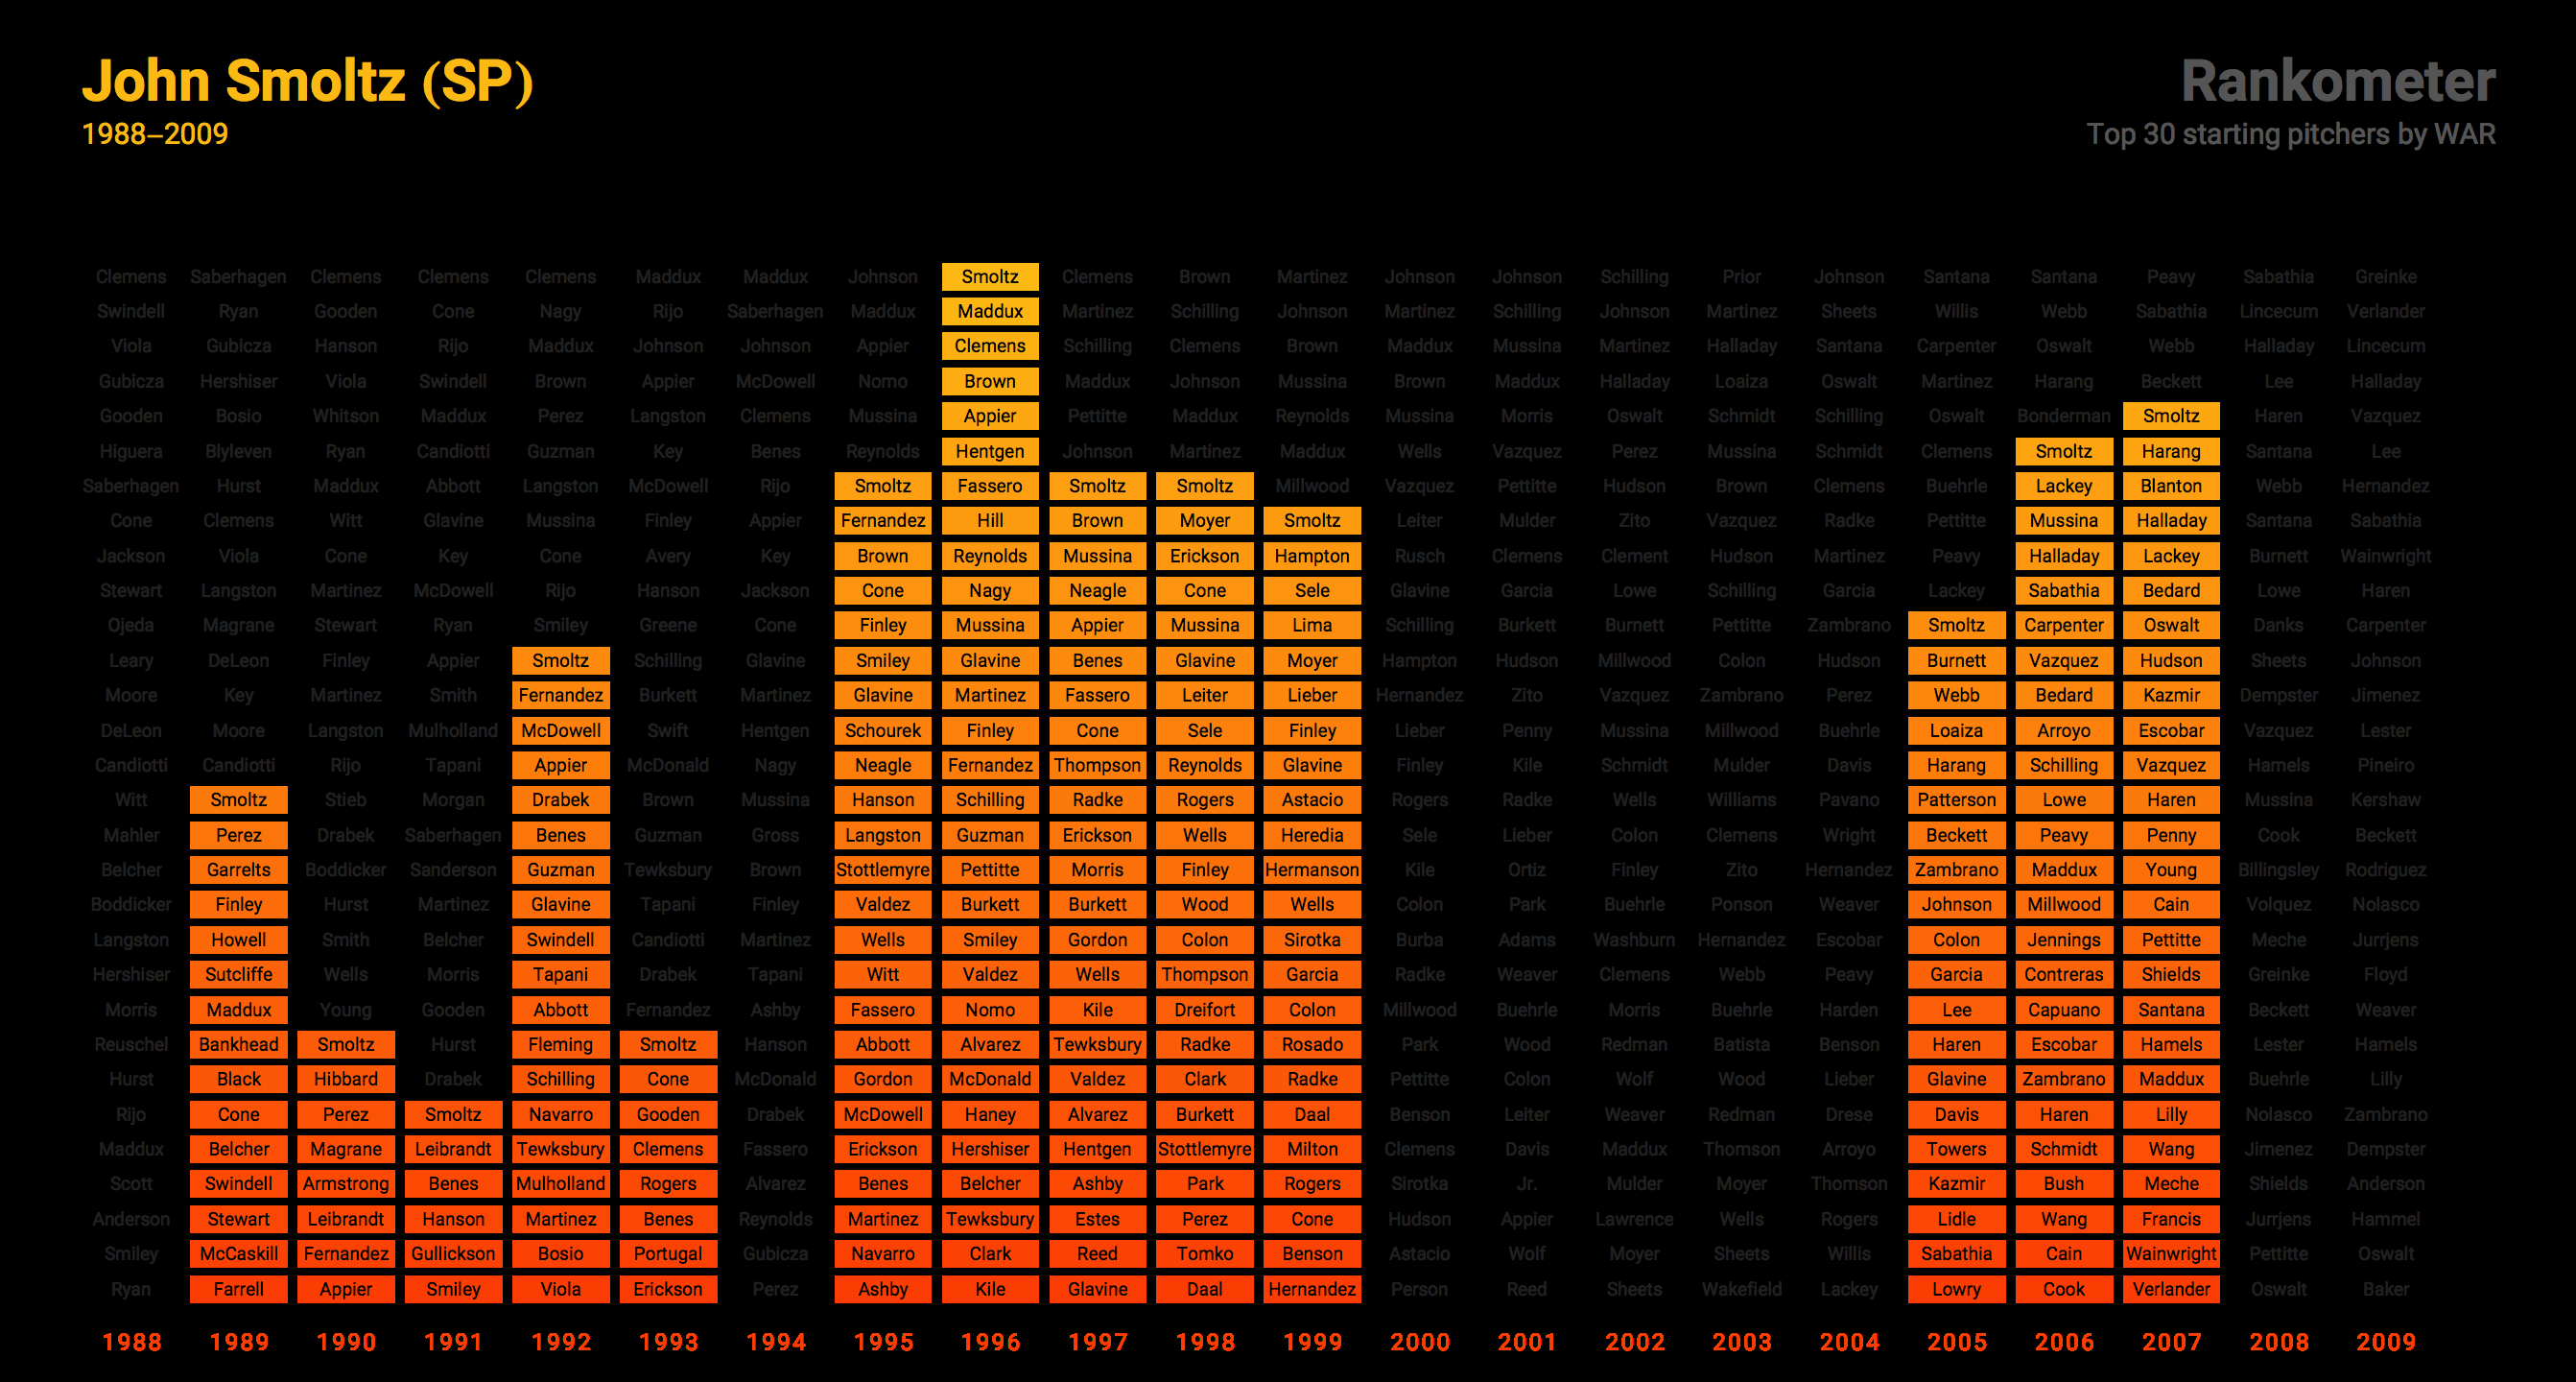 John Smoltz (SP)
1988–2009
Rankometer
Top 30 starting pitchers by WAR
Clemens Saberhagen Clemens Clemens Clemens Maddux Maddux Johnson Smoltz Clemens Brown Martinez Johnson Johnson Schilling Prior Johnson Santana Santana Peavy Sabathia Greinke
Swindell Ryan Gooden Cone Nagy Rijo Saberhagen Maddux Maddux Martinez Schilling Johnson Martinez Schilling Johnson Martinez Sheets Willis Webb Sabathia Lincecum Verlander
Viola Gubicza Hanson Rijo Maddux Johnson Johnson Appier Clemens Schilling Clemens Brown Maddux Mussina Martinez Halladay Santana Carpenter Oswalt Webb Halladay Lincecum
Gubicza Hershiser Viola Swindell Brown Appier McDowell Nomo Brown Maddux Johnson Mussina Brown Maddux Halladay Loaiza Oswalt Martinez Harang Beckett Lee Halladay
Gooden Bosio Whitson Maddux Perez Langston Clemens Mussina Appier Pettitte Maddux Reynolds Mussina Morris Oswalt Schmidt Schilling Oswalt Bonderman Smoltz Haren Vazquez
Higuera Blyleven Ryan Candiotti Guzman Key Benes Reynolds Hentgen Johnson Martinez Maddux Wells Vazquez Perez Mussina Schmidt Clemens Smoltz Harang Santana Lee
Saberhagen Hurst Maddux Abbott Langston McDowell Rijo Smoltz Fassero Smoltz Smoltz Millwood Vazquez Pettitte Hudson Brown Clemens Buehrle Lackey Blanton Webb Hernandez
Cone Clemens Witt Glavine Mussina Finley Appier Fernandez Hill Brown Moyer Smoltz Leiter Mulder Zito Vazquez Radke Pettitte Mussina Halladay Santana Sabathia
Jackson Viola Cone Key Cone Avery Key Brown Reynolds Mussina Erickson Hampton Rusch Clemens Clement Hudson Martinez Peavy Halladay Lackey Burnett Wainwright
Stewart Langston Martinez McDowell Rijo Hanson Jackson Cone Nagy Neagle Cone Sele Glavine Garcia Lowe Schilling Garcia Lackey Sabathia Bedard Lowe Haren
Ojeda Magrane Stewart Ryan Smiley Greene Cone Finley Mussina Appier Mussina Lima Schilling Burkett Burnett Pettitte Zambrano Smoltz Carpenter Oswalt Danks Carpenter
Leary DeLeon Finley Appier Smoltz Schilling Glavine Smiley Glavine Benes Glavine Moyer Hampton Hudson Millwood Colon Hudson Burnett Vazquez Hudson Sheets Johnson
Moore Key Martinez Smith Fernandez Burkett Martinez Glavine Martinez Fassero Leiter Lieber Hernandez Zito Vazquez Zambrano Perez Webb Bedard Kazmir Dempster Jimenez
DeLeon Moore Langston Mulholland McDowell Swift Hentgen Schourek Finley Cone Sele Finley Lieber Penny Mussina Millwood Buehrle Loaiza Arroyo Escobar Vazquez Lester
Candiotti Candiotti Rijo Tapani Appier McDonald Nagy Neagle Fernandez Thompson Reynolds Glavine Finley Kile Schmidt Mulder Davis Harang Schilling Vazquez Hamels Pineiro
Witt Smoltz Stieb Morgan Drabek Brown Mussina Hanson Schilling Radke Rogers Astacio Rogers Radke Wells Williams Pavano Patterson Lowe Haren Mussina Kershaw
Mahler Perez Drabek Saberhagen Benes Guzman Gross Langston Guzman Erickson Wells Heredia Sele Lieber Colon Clemens Wright Beckett Peavy Penny Cook Beckett
Belcher Garrelts Boddicker Sanderson Guzman Tewksbury Brown Stottlemyre Pettitte Morris Finley Hermanson Kile Ortiz Finley Zito Hernandez Zambrano Maddux Young Billingsley Rodriguez
Boddicker Finley Hurst Martinez Glavine Tapani Finley Valdez Burkett Burkett Wood Wells Colon Park Buehrle Ponson Weaver Johnson Millwood Cain Volquez Nolasco
Langston Howell Smith Belcher Swindell Candiotti Martinez Wells Smiley Gordon Colon Sirotka Burba Adams Washburn Hernandez Escobar Colon Jennings Pettitte Meche Jurrjens
Hershiser Sutcliffe Wells Morris Tapani Drabek Tapani Witt Valdez Wells Thompson Garcia Radke Weaver Clemens Webb Peavy Garcia Contreras Shields Greinke Floyd
Morris Maddux Young Gooden Abbott Fernandez Ashby Fassero Nomo Kile Dreifort Colon Millwood Buehrle Morris Buehrle Harden Lee Capuano Santana Beckett Weaver
Reuschel Bankhead Smoltz Hurst Fleming Smoltz Hanson Abbott Alvarez Tewksbury Radke Rosado Park Wood Redman Batista Benson Haren Escobar Hamels Lester Hamels
Hurst Black Hibbard Drabek Schilling Cone McDonald Gordon McDonald Valdez Clark Radke Pettitte Colon Wolf Wood Lieber Glavine Zambrano Maddux Buehrle Lilly
Rijo Cone Perez Smoltz Navarro Gooden Drabek McDowell Haney Alvarez Burkett Daal Benson Leiter Weaver Redman Drese Davis Haren Lilly Nolasco Zambrano
Maddux Belcher Magrane Leibrandt Tewksbury Clemens Fassero Erickson Hershiser Hentgen Stottlemyre Milton Clemens Davis Maddux Thomson Arroyo Towers Schmidt Wang Jimenez Dempster
Scott Swindell Armstrong Benes Mulholland Rogers Alvarez Benes Belcher Ashby Park Rogers Sirotka Jr. Mulder Moyer Thomson Kazmir Bush Meche Shields Anderson
Anderson Stewart Leibrandt Hanson Martinez Benes Reynolds Martinez Tewksbury Estes Perez Cone Hudson Appier Lawrence Wells Rogers Lidle Wang Francis Jurrjens Hammel
Smiley McCaskill Fernandez Gullickson Bosio Portugal Gubicza Navarro Clark Reed Tomko Benson Astacio Wolf Moyer Sheets Willis Sabathia Cain Wainwright Pettitte Oswalt
Ryan Farrell Appier Smiley Viola Erickson Perez Ashby Kile Glavine Daal Hernandez Person Reed Sheets Wakefield Lackey Lowry Cook Verlander Oswalt Baker
1988 1989 1990 1991 1992 1993 1994 1995 1996 1997 1998 1999 2000 2001 2002 2003 2004 2005 2006 2007 2008 2009